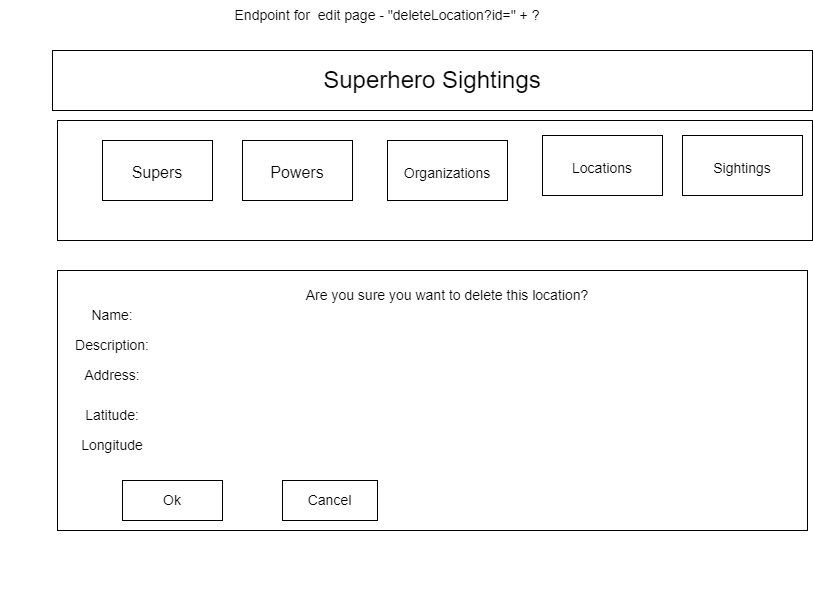 Endpoint for  edit page - "deleteLocation?id=" + ?
Superhero Sightings
Supers
Powers
Organizations
Locations
Sightings
Are you sure you want to delete this location?
Name:
Description:
Address:
Latitude:
Longitude
Ok
Cancel